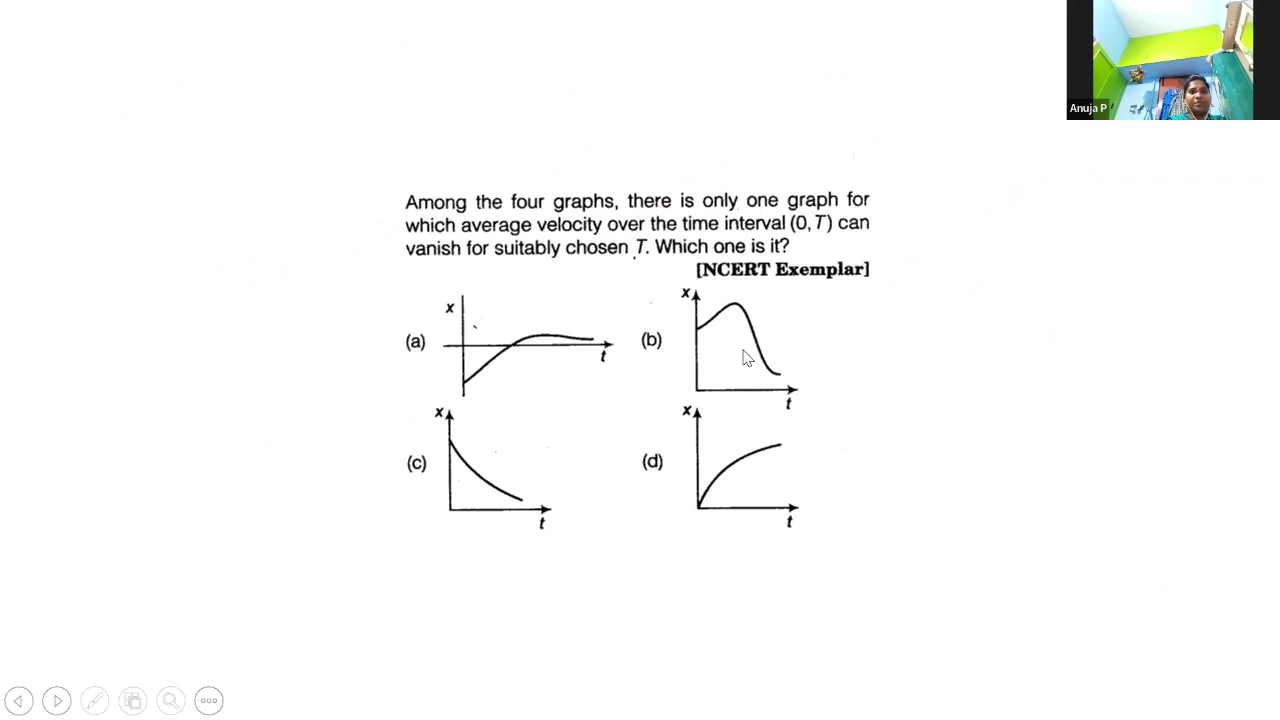 Anuja P
Among the four graphs, there is only one graph for
which average velocity over the time interval (0, T) can
vanish for suitably chosen T. Which one is it?
[NCERT Exemplar]
(a)
x
t
(b)
x
t
(c)
x
t
(d)
x
t